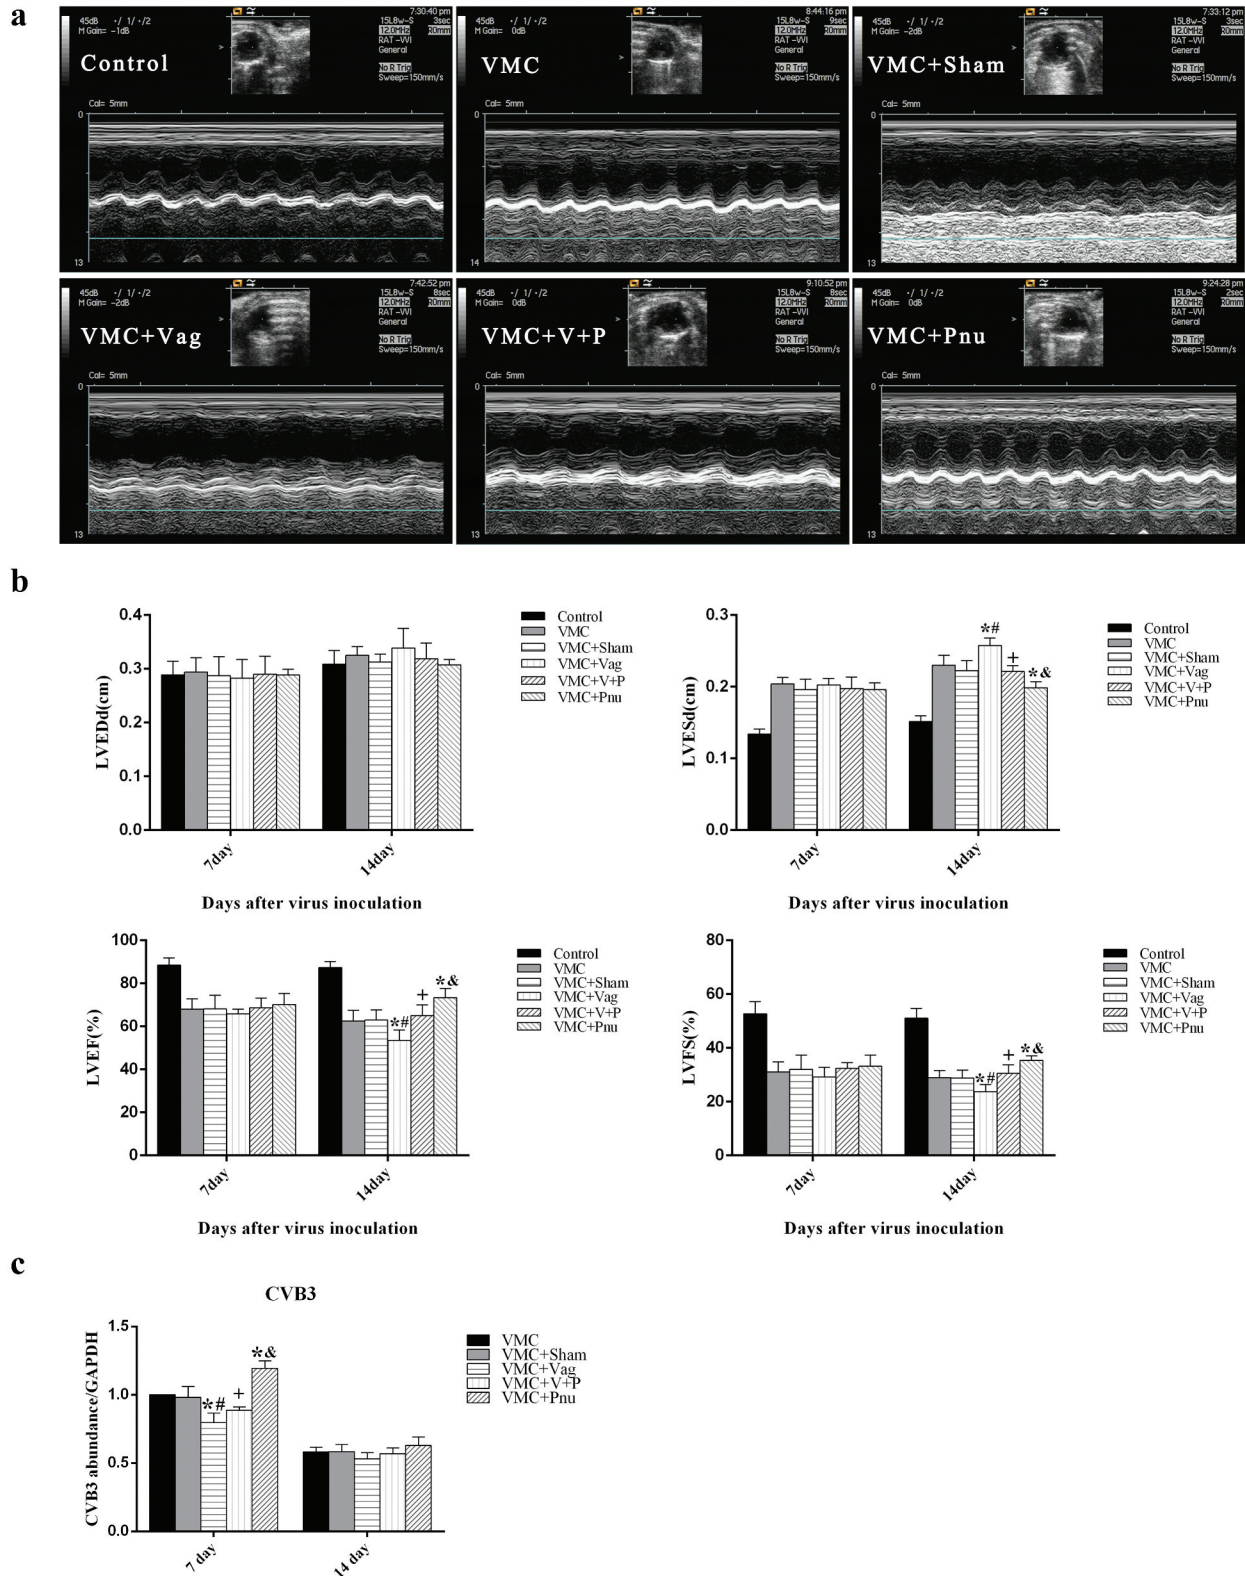 a
45dB ·/ 1/ ·/2
M Gain= -1dB
Control
7:30:40 pm
15L8w-S 3sec
12.0MHz R0mm
RAT -VVI
General
No R Trig
Sweep=150mm/s
Cal= 5mm
0
13
45dB ·/ 1/ ·/2
M Gain= 0dB
VMC
8:44:16 pm
15L8w-S 9sec
12.0MHz R0mm
RAT -VVI
General
No R Trig
Sweep=150mm/s
Cal= 5mm
0
14
45dB ·/ 1/ ·/2
M Gain= -2dB
VMC+Sham
7:33:12 pm
15L8w-S 3sec
12.0MHz R0mm
RAT -VVI
General
No R Trig
Sweep=150mm/s
Cal= 5mm
0
13
45dB ·/ 1/ ·/2
M Gain= -2dB
VMC+Vag
7:42:52 pm
15L8w-S 8sec
12.0MHz R0mm
RAT -VVI
General
No R Trig
Sweep=150mm/s
Cal= 5mm
0
13
45dB ·/ 1/ ·/2
M Gain= 0dB
VMC+V+P
9:10:52 pm
15L8w-S 8sec
12.0MHz R0mm
RAT -VVI
General
No R Trig
Sweep=150mm/s
Cal= 5mm
0
13
45dB ·/ 1/ ·/2
M Gain= 0dB
VMC+Pnu
9:24:28 pm
15L8w-S 2sec
12.0MHz R0mm
RAT -VVI
General
No R Trig
Sweep=150mm/s
Cal= 5mm
0
13
b
LVEDd(cm)
0.4
0.3
0.2
0.1
0.0
7day
14day
Days after virus inoculation
Control
VMC
VMC+Sham
VMC+Vag
VMC+V+P
VMC+Pnu
LVESd(cm)
0.3
0.2
0.1
0.0
*#
+
*&
7day
14day
Days after virus inoculation
Control
VMC
VMC+Sham
VMC+Vag
VMC+V+P
VMC+Pnu
LVEF(%)
100
80
60
40
20
0
*#
+
*&
7day
14day
Days after virus inoculation
Control
VMC
VMC+Sham
VMC+Vag
VMC+V+P
VMC+Pnu
LVFS(%)
80
60
40
20
0
*#
+
*&
7day
14day
Days after virus inoculation
Control
VMC
VMC+Sham
VMC+Vag
VMC+V+P
VMC+Pnu
c
CVB3
CVB3 abundance/GAPDH
1.5
1.0
0.5
0.0
*#
+
*&
7 day
14 day
VMC
VMC+Sham
VMC+Vag
VMC+V+P
VMC+Pnu